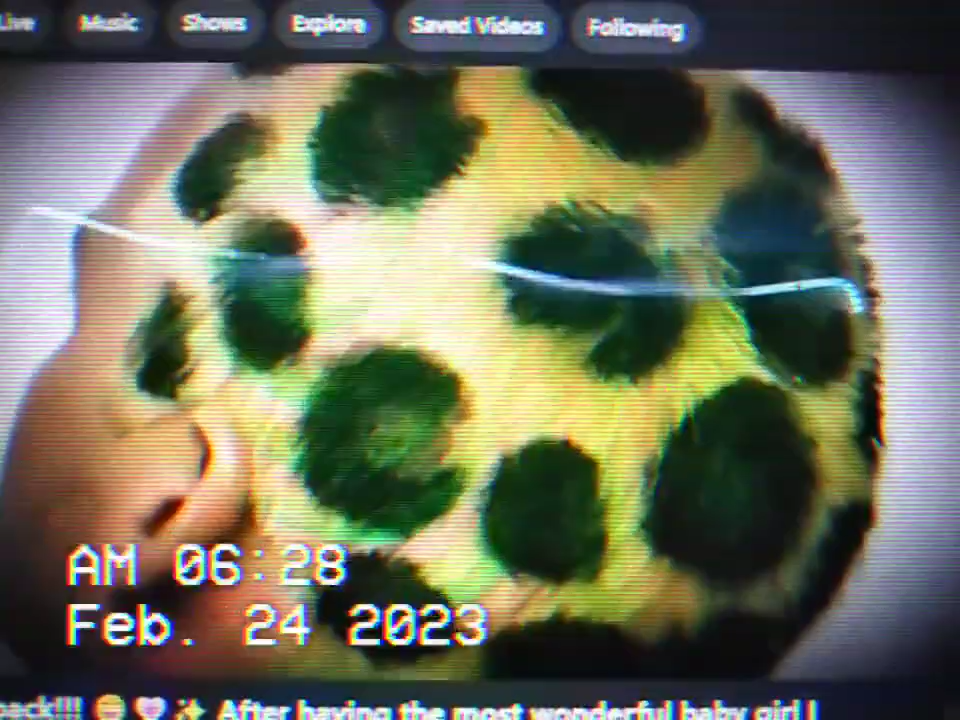 Live Music Shows Explore Saved Videos Following
AM 06:28
Feb. 24 2023
back!!! 😊 💜 ✨ After having the most wonderful baby girl I